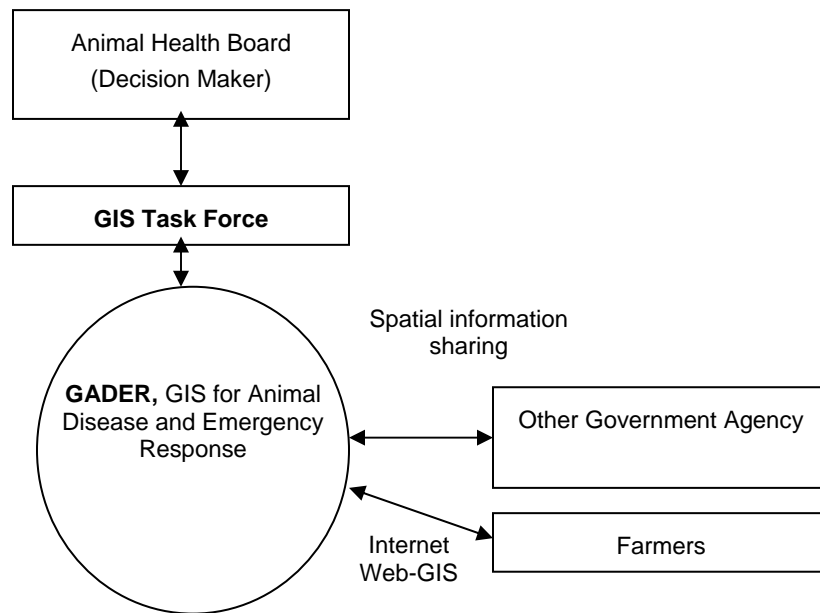 Animal Health Board
(Decision Maker)
GIS Task Force
Spatial information
sharing
GADER, GIS for Animal
Disease and Emergency
Response
Other Government Agency
Internet
Web-GIS
Farmers